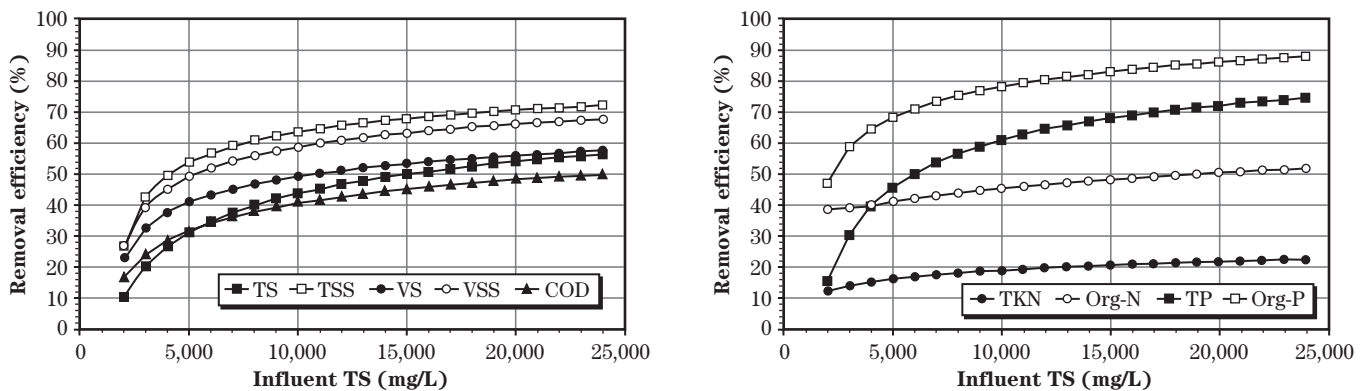 100
90
80
70
60
50
40
30
20
10
0
Removal efficiency (%)
TS TSS VS VSS COD
0 5,000 10,000 15,000 20,000 25,000
Influent TS (mg/L)
100
90
80
70
60
50
40
30
20
10
0
Removal efficiency (%)
TKN Org-N TP Org-P
0 5,000 10,000 15,000 20,000 25,000
Influent TS (mg/L)